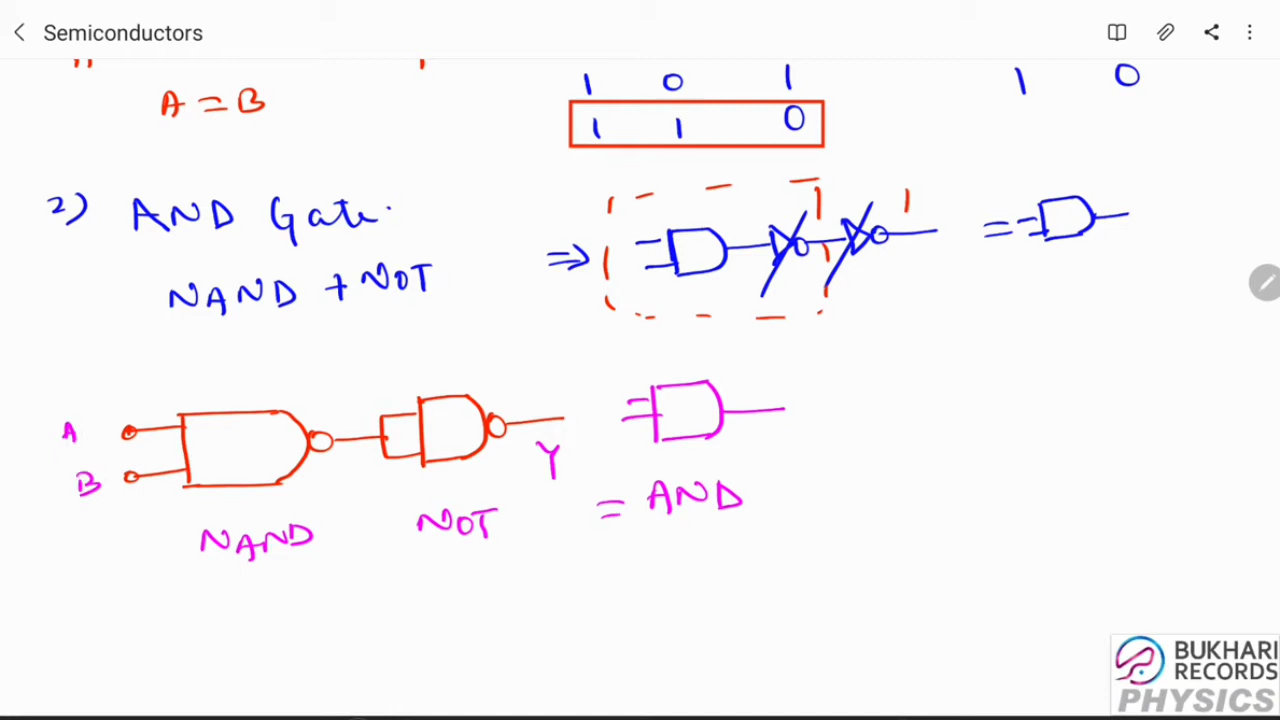 Semiconductors
1 0 1 1 0
A = B
1 1 0
2) AND Gate.
NAND + NOT
⇒ =
A
B
Y
NAND NOT = AND
BUKHARI
RECORDS
PHYSICS